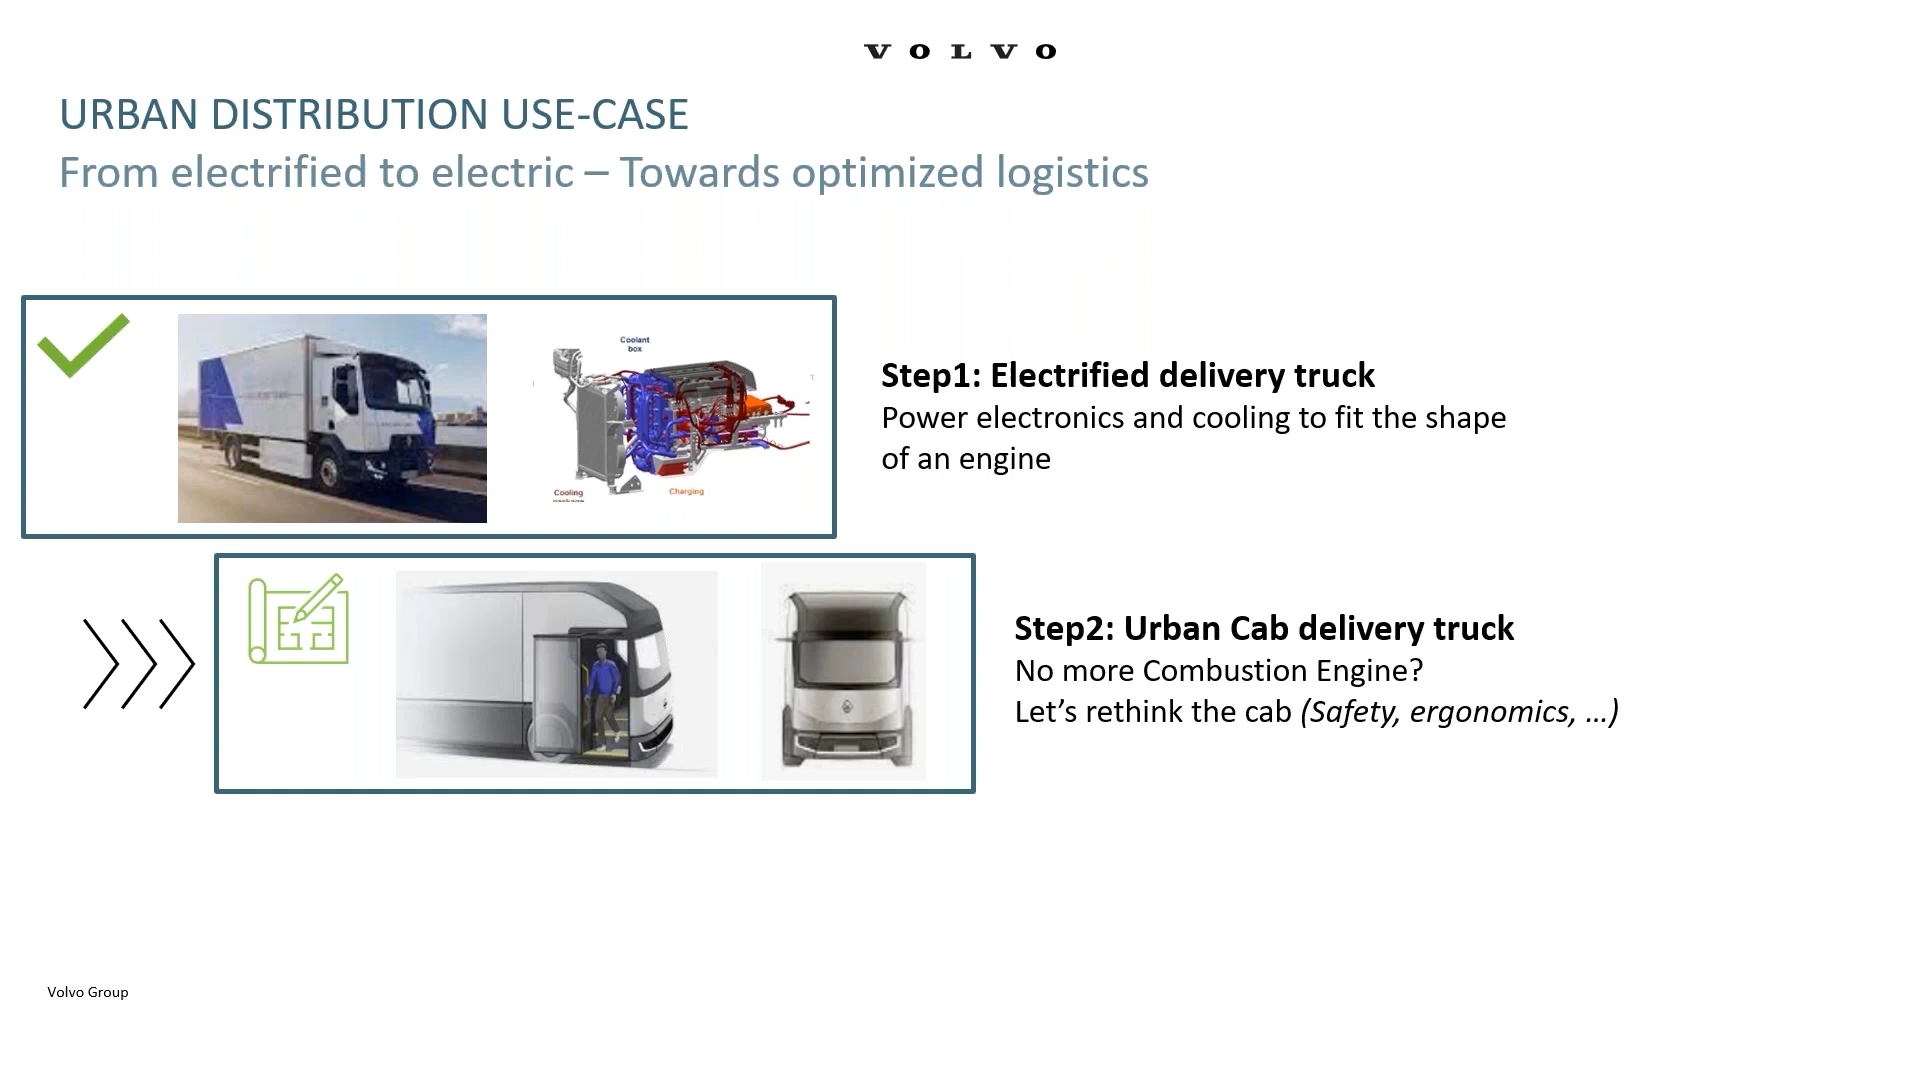 VOLVO
URBAN DISTRIBUTION USE-CASE
From electrified to electric – Towards optimized logistics
Coolant
box
Cooling
Charging
Step1: Electrified delivery truck
Power electronics and cooling to fit the shape
of an engine
Step2: Urban Cab delivery truck
No more Combustion Engine?
Let’s rethink the cab (Safety, ergonomics, …)
Volvo Group